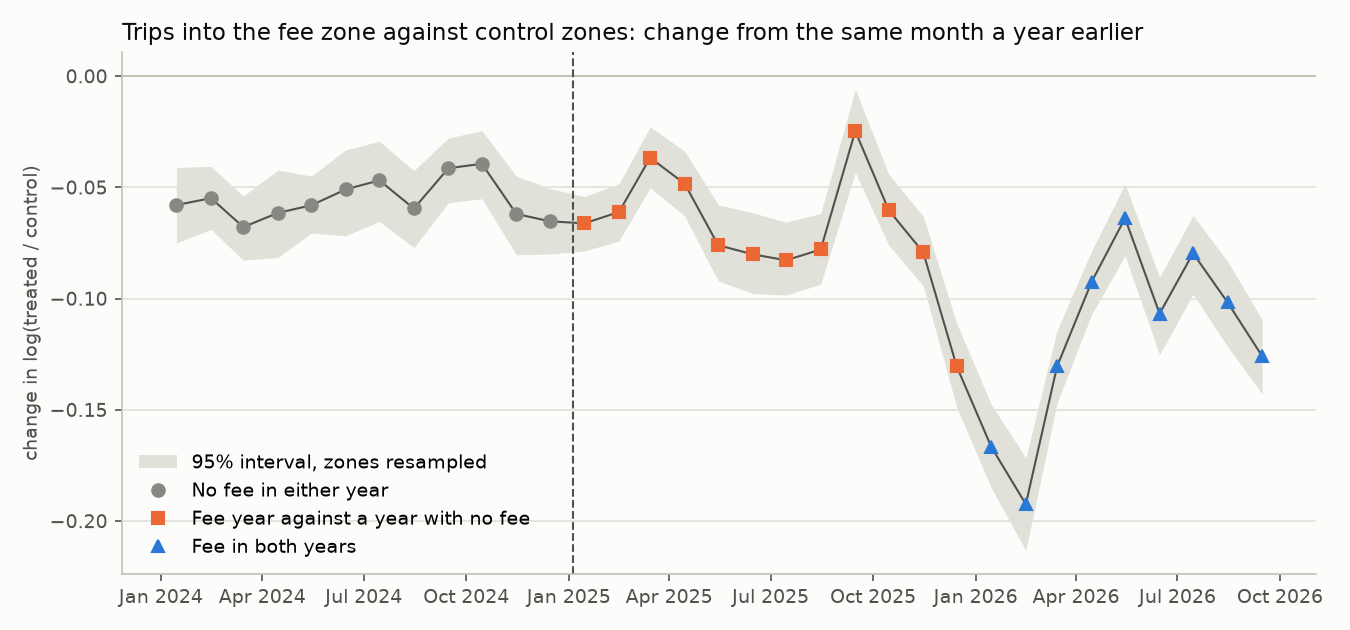 Trips into the fee zone against control zones: change from the same month a year earlier
change in log(treated / control)
0.00
−0.05
−0.10
−0.15
−0.20
95% interval, zones resampled
No fee in either year
Fee year against a year with no fee
Fee in both years
Jan 2024 Apr 2024 Jul 2024 Oct 2024 Jan 2025 Apr 2025 Jul 2025 Oct 2025 Jan 2026 Apr 2026 Jul 2026 Oct 2026